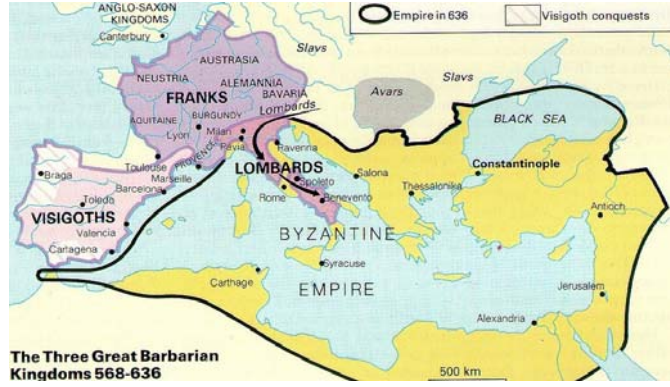 ANGLO-SAXON
KINGDOMS
Canterbury
Empire in 636
Visigoth conquests
Slavs
AUSTRASIA
NEUSTRIA
ALEMANNIA
BAVARIA
FRANKS
Lombards
Avars
Slavs
AQUITAINE
BURGUNDY
Lyon
Milan
Pavia
PROVENCE
Ravenna
BLACK SEA
Toulouse
Marseille
LOMBARDS
Spoleto
Salona
Constantinople
Braga
Barcelona
Rome
Benevento
Thessalonika
Toledo
VISIGOTHS
Valencia
Antioch
BYZANTINE
Cartagena
Syracuse
Carthage
EMPIRE
Jerusalem
Alexandria
The Three Great Barbarian
Kingdoms 568-636
500 km